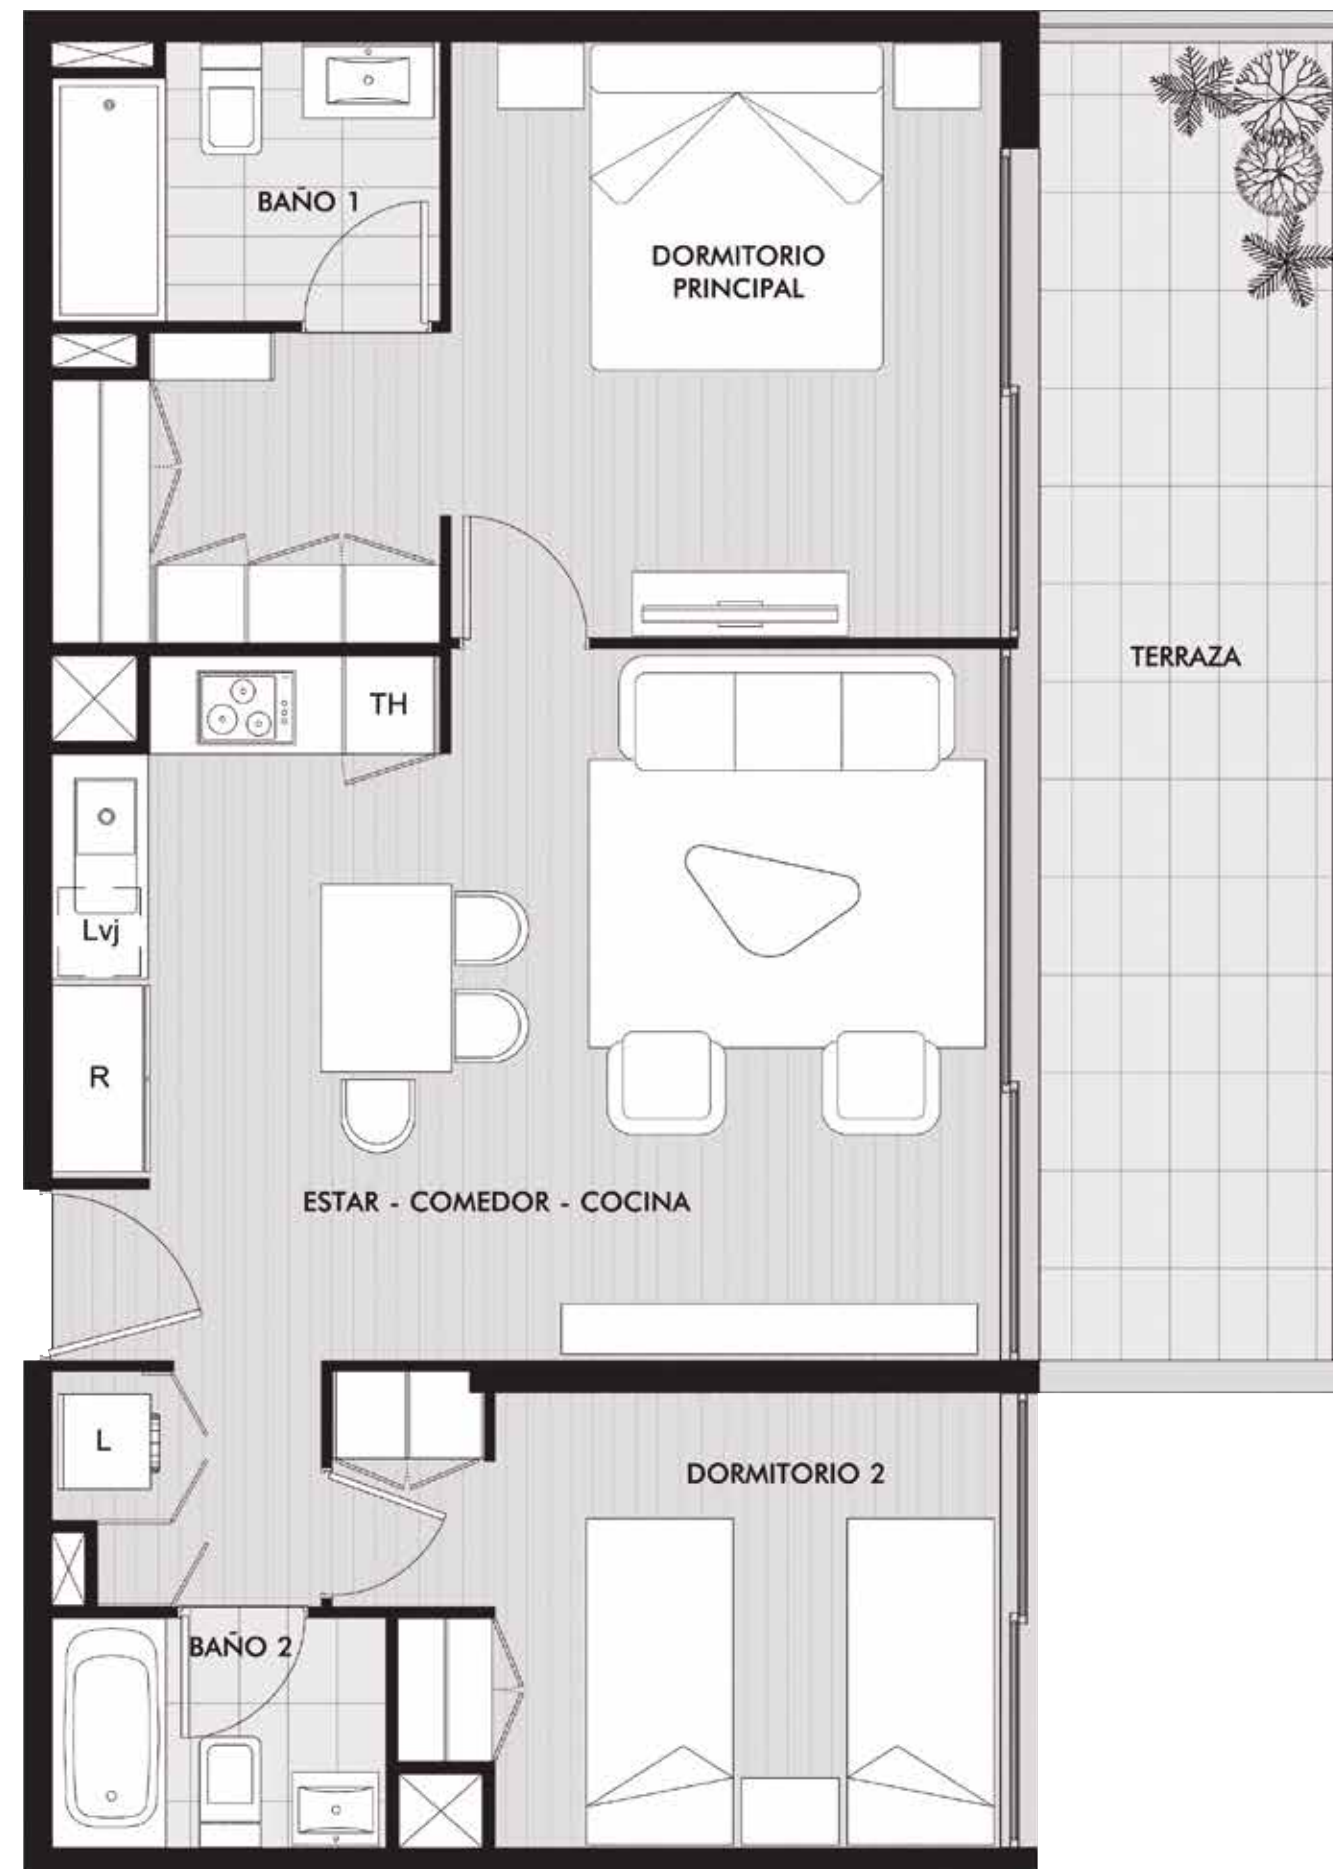 BAÑO 1
DORMITORIO
PRINCIPAL
TERRAZA
TH
Lvj
R
ESTAR - COMEDOR - COCINA
L
DORMITORIO 2
BAÑO 2